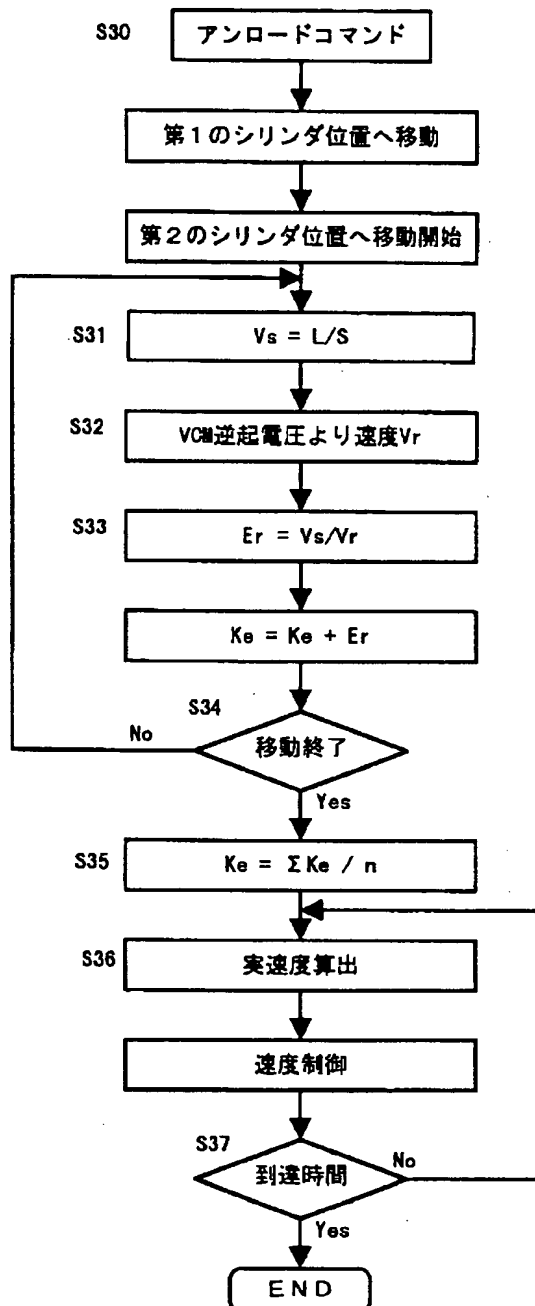 S30
アンロードコマンド
第1のシリンダ位置へ移動
第2のシリンダ位置へ移動開始
S31
Vs = L/S
S32
VCM逆起電圧より速度Vr
S33
Er = Vs/Vr
Ke = Ke + Er
S34
移動終了
No
Yes
S35
Ke = ΣKe / n
S36
実速度算出
速度制御
S37
到達時間
No
Yes
END